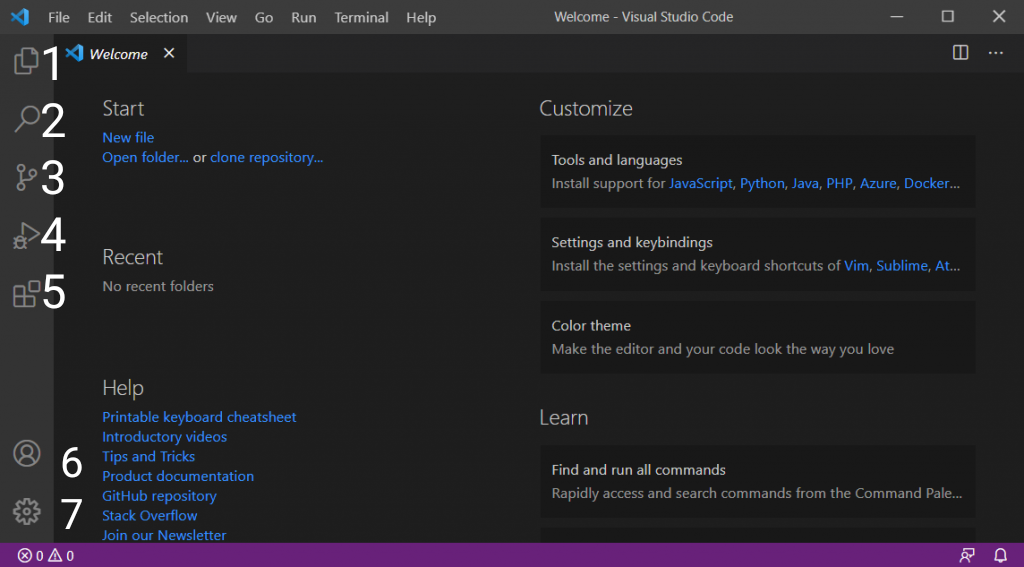 File Edit Selection View Go Run Terminal Help Welcome - Visual Studio Code
1 Welcome
2
3
4
5
Start
New file
Open folder... or clone repository...
Recent
No recent folders
Help
Printable keyboard cheatsheet
Introductory videos
Tips and Tricks
Product documentation
GitHub repository
Stack Overflow
Join our Newsletter
6
7
Customize
Tools and languages
Install support for JavaScript, Python, Java, PHP, Azure, Docker...
Settings and keybindings
Install the settings and keyboard shortcuts of Vim, Sublime, At...
Color theme
Make the editor and your code look the way you love
Learn
Find and run all commands
Rapidly access and search commands from the Command Pale...
0 0